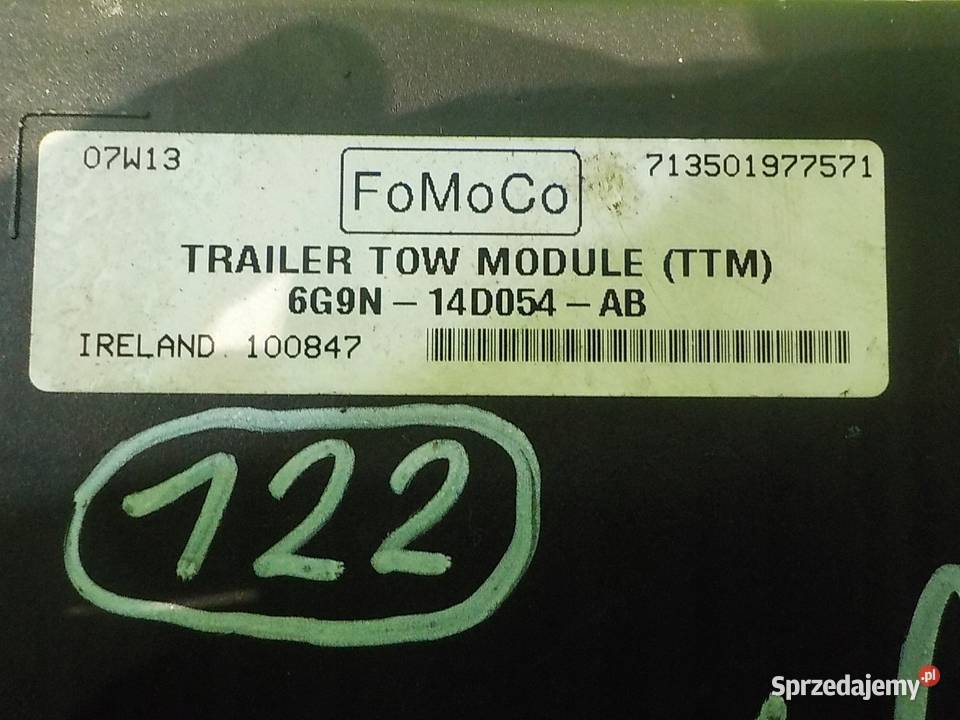 07W13
FoMoCo
713501977571
TRAILER TOW MODULE (TTM)
6G9N – 14D054 – AB
IRELAND 100847
122
Sprzedajemy.pl